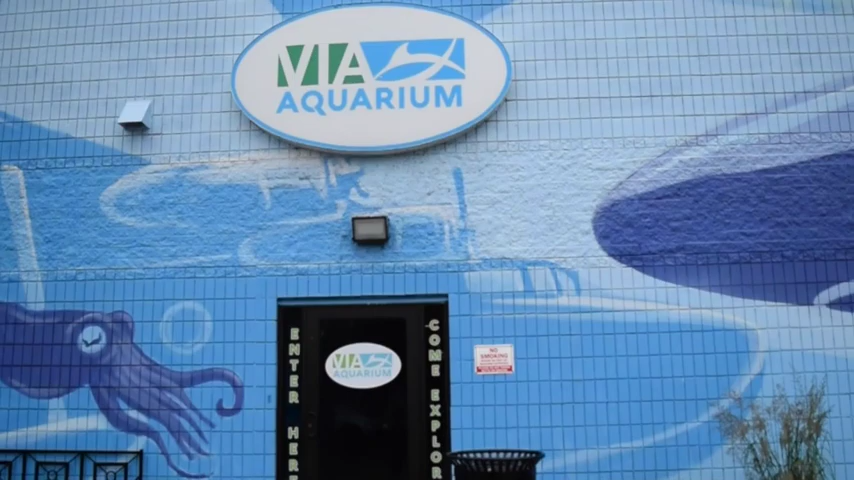 VIA
AQUARIUM
ENTER HERE
VIA
AQUARIUM
COME EXPLORE
NO
SMOKING